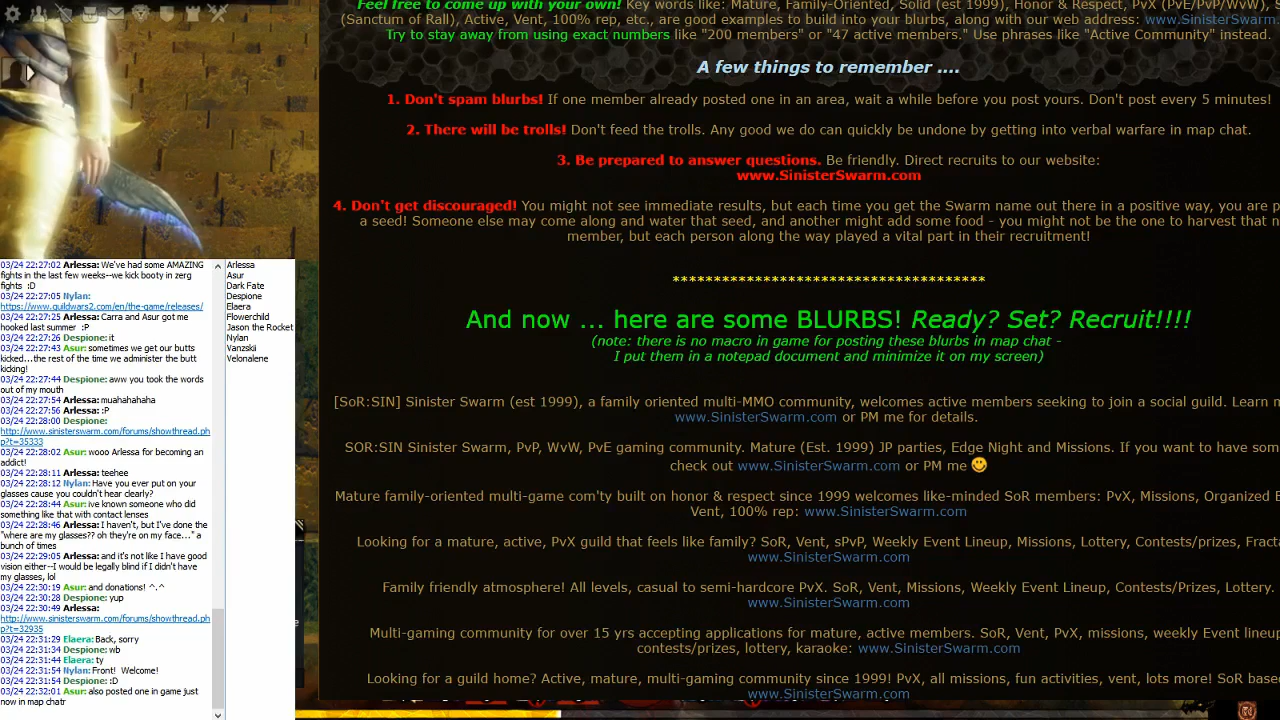 Feel free to come up with your own! Key words like: Mature, Family-Oriented, Solid (est 1999), Honor & Respect, PvX (PvE/PvP/WvW), S
(Sanctum of Rall), Active, Vent, 100% rep, etc., are good examples to build into your blurbs, along with our web address: www.SinisterSwarm
Try to stay away from using exact numbers like "200 members" or "47 active members." Use phrases like "Active Community" instead.
A few things to remember ....
1. Don't spam blurbs! If one member already posted one in an area, wait a while before you post yours. Don't post every 5 minutes!
2. There will be trolls! Don't feed the trolls. Any good we do can quickly be undone by getting into verbal warfare in map chat.
3. Be prepared to answer questions. Be friendly. Direct recruits to our website:
www.SinisterSwarm.com
4. Don't get discouraged! You might not see immediate results, but each time you get the Swarm name out there in a positive way, you are p
a seed! Someone else may come along and water that seed, and another might add some food - you might not be the one to harvest that n
member, but each person along the way played a vital part in their recruitment!
**************************************
And now ... here are some BLURBS! Ready? Set? Recruit!!!!
(note: there is no macro in game for posting these blurbs in map chat -
I put them in a notepad document and minimize it on my screen)
[SoR:SIN] Sinister Swarm (est 1999), a family oriented multi-MMO community, welcomes active members seeking to join a social guild. Learn m
www.SinisterSwarm.com or PM me for details.
SOR:SIN Sinister Swarm, PvP, WvW, PvE gaming community. Mature (Est. 1999) JP parties, Edge Night and Missions. If you want to have som
check out www.SinisterSwarm.com or PM me
Mature family-oriented multi-game com'ty built on honor & respect since 1999 welcomes like-minded SoR members: PvX, Missions, Organized E
Vent, 100% rep: www.SinisterSwarm.com
Looking for a mature, active, PvX guild that feels like family? SoR, Vent, sPvP, Weekly Event Lineup, Missions, Lottery, Contests/prizes, Fracta
www.SinisterSwarm.com
Family friendly atmosphere! All levels, casual to semi-hardcore PvX. SoR, Vent, Missions, Weekly Event Lineup, Contests/Prizes, Lottery.
www.SinisterSwarm.com
Multi-gaming community for over 15 yrs accepting applications for mature, active members. SoR, Vent, PvX, missions, weekly Event lineup
contests/prizes, lottery, karaoke: www.SinisterSwarm.com
Looking for a guild home? Active, mature, multi-gaming community since 1999! PvX, all missions, fun activities, vent, lots more! SoR base
www.SinisterSwarm.com
03/24 22:27:02 Arlessa: We've had some AMAZING
fights in the last few weeks--we kick booty in zerg
fights :D
03/24 22:27:05 Nylan:
https://www.guildwars2.com/en/the-game/releases/
03/24 22:27:25 Arlessa: Carra and Asur got me
hooked last summer :P
03/24 22:27:26 Despione: it
03/24 22:27:43 Asur: sometimes we get our butts
kicked...the rest of the time we administer the butt
kicking!
03/24 22:27:44 Despione: aww you took the words
out of my mouth
03/24 22:27:54 Arlessa: muahahahaha
03/24 22:27:56 Arlessa: :P
03/24 22:28:00 Despione:
http://www.sinisterswarm.com/forums/showthread.ph
p?t=35333
03/24 22:28:02 Asur: wooo Arlessa for becoming an
addict!
03/24 22:28:11 Arlessa: teehee
03/24 22:28:12 Nylan: Have you ever put on your
glasses cause you couldn't hear clearly?
03/24 22:28:44 Asur: ive known someone who did
something like that with contact lenses
03/24 22:28:46 Arlessa: I haven't, but I've done the
"where are my glasses?? oh they're on my face..." a
bunch of times
03/24 22:29:05 Arlessa: and it's not like I have good
vision either--I would be legally blind if I didn't have
my glasses, lol
03/24 22:30:19 Asur: and donations! ^.^
03/24 22:30:28 Despione: yup
03/24 22:30:49 Arlessa:
http://www.sinisterswarm.com/forums/showthread.ph
p?t=32935
03/24 22:31:29 Elaera: Back, sorry
03/24 22:31:34 Despione: wb
03/24 22:31:44 Elaera: ty
03/24 22:31:54 Nylan: Front! Welcome!
03/24 22:31:54 Despione: :D
03/24 22:32:01 Asur: also posted one in game just
now in map chatr
Arlessa
Asur
Dark Fate
Despione
Elaera
Flowerchild
Jason the Rocket
Nylan
Vanzskii
Velonalene